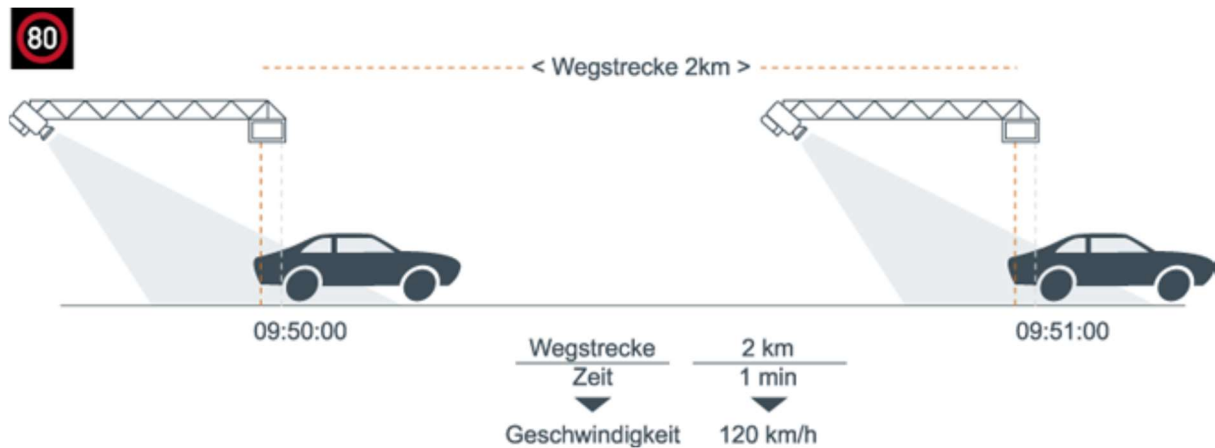 80
< Wegstrecke 2km >
09:50:00
09:51:00
Wegstrecke 2 km
Zeit 1 min
Geschwindigkeit 120 km/h